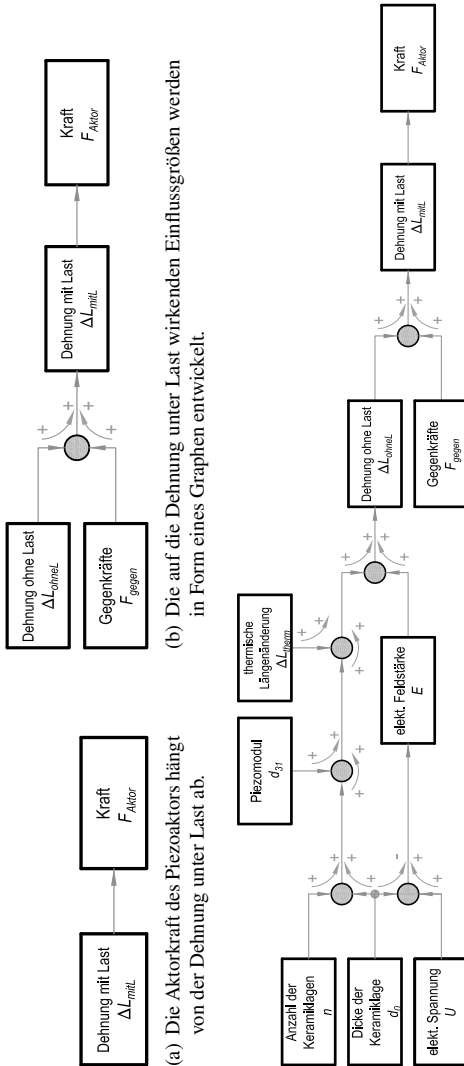 Dehnung mit Last
ΔL_mitL
Kraft
F_Aktor
(a) Die Aktorkraft des Piezoaktors hängt
von der Dehnung unter Last ab.
Dehnung ohne Last
ΔL_ohneL
Gegenkräfte
F_gegen
+
+
+
+
Dehnung mit Last
ΔL_mitL
Kraft
F_Aktor
(b) Die auf die Dehnung unter Last wirkenden Einflussgrößen werden
in Form eines Graphen entwickelt.
Anzahl der
Keramiklagen
n
Dicke der
Keramiklage
d_n
elekt. Spannung
U
+
+
+
+
+
-
+
+
Piezomodul
d_31
+
+
+
+
thermische
Längenänderung
ΔL_therm
+
+
+
+
elekt. Feldstärke
E
+
+
+
+
Dehnung ohne Last
ΔL_ohneL
Gegenkräfte
F_gegen
+
+
+
+
Dehnung mit Last
ΔL_mitL
Kraft
F_Aktor